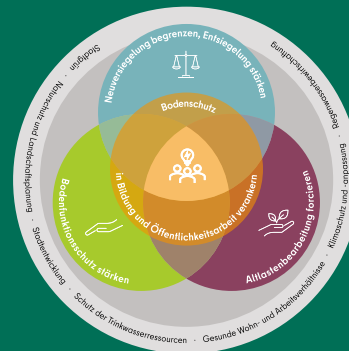 Stadtgrün · Naturschutz und Landschaftsplanung · Stadtentwicklung · Schutz der Trinkwasserressourcen · Gesunde Wohn- und Arbeitsverhältnisse · Klimaschutz und -anpassung · Regenwasserbewirtschaftung
Neuversiegelung begrenzen, Entsiegelung stärken
Bodenschutz
in Bildung und Öffentlichkeitsarbeit verankern
Bodenfunktionsschutz stärken
Altlastenbearbeitung forcieren